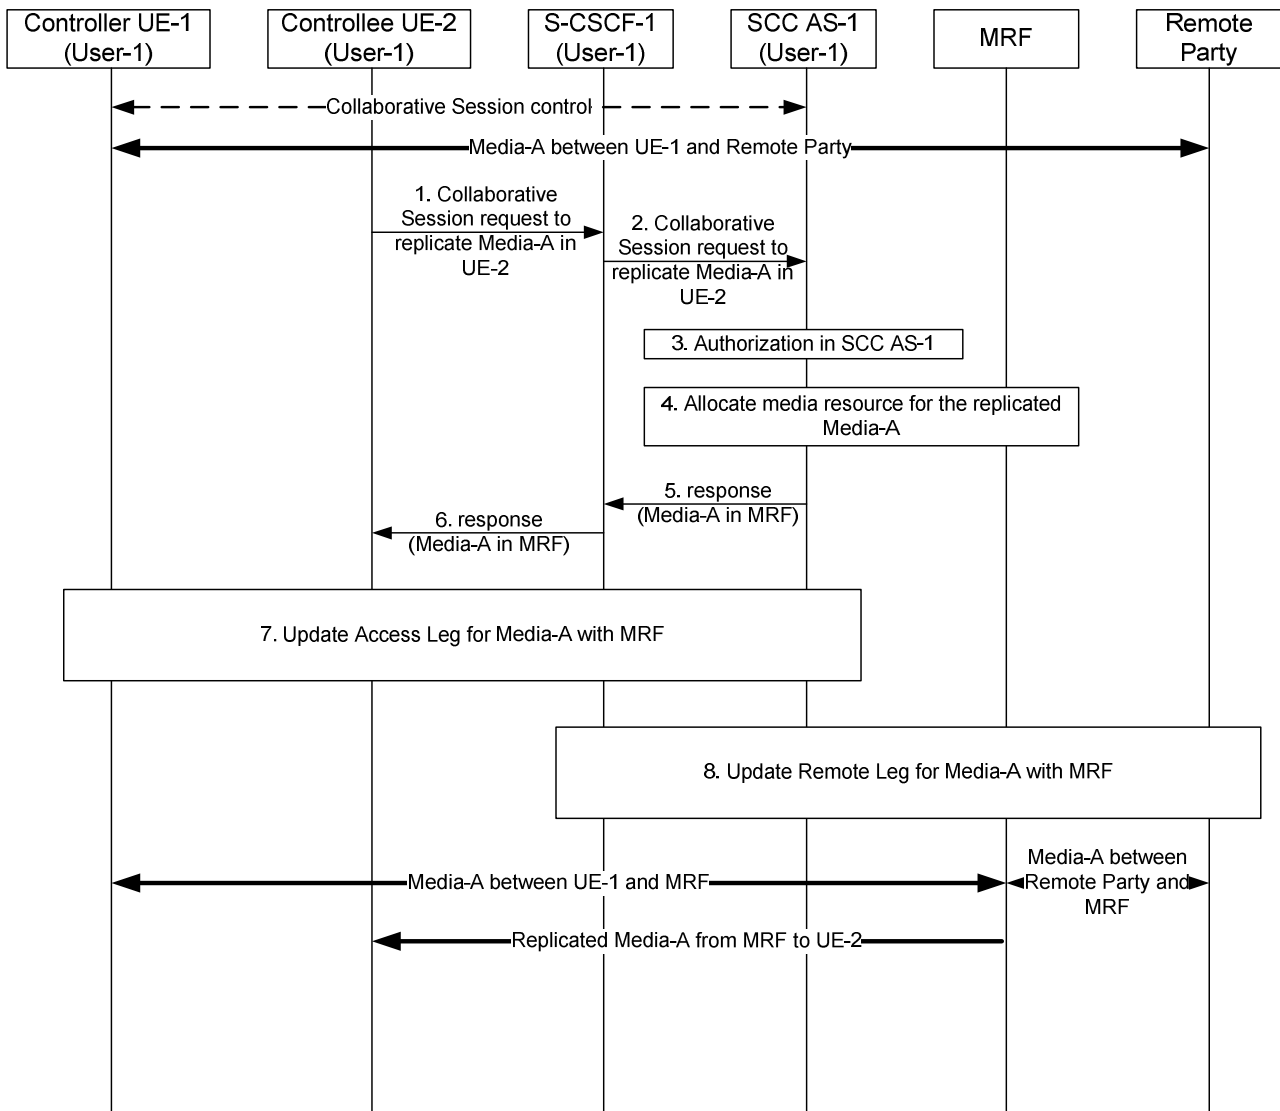 Controller UE-1
(User-1)
Controllee UE-2
(User-1)
S-CSCF-1
(User-1)
SCC AS-1
(User-1)
MRF
Remote
Party
Collaborative Session control
Media-A between UE-1 and Remote Party
1. Collaborative
Session request to
replicate Media-A in
UE-2
2. Collaborative
Session request to
replicate Media-A in
UE-2
3. Authorization in SCC AS-1
4. Allocate media resource for the replicated
Media-A
5. response
(Media-A in MRF)
6. response
(Media-A in MRF)
7. Update Access Leg for Media-A with MRF
8. Update Remote Leg for Media-A with MRF
Media-A between UE-1 and MRF
Media-A between
Remote Party and
MRF
Replicated Media-A from MRF to UE-2